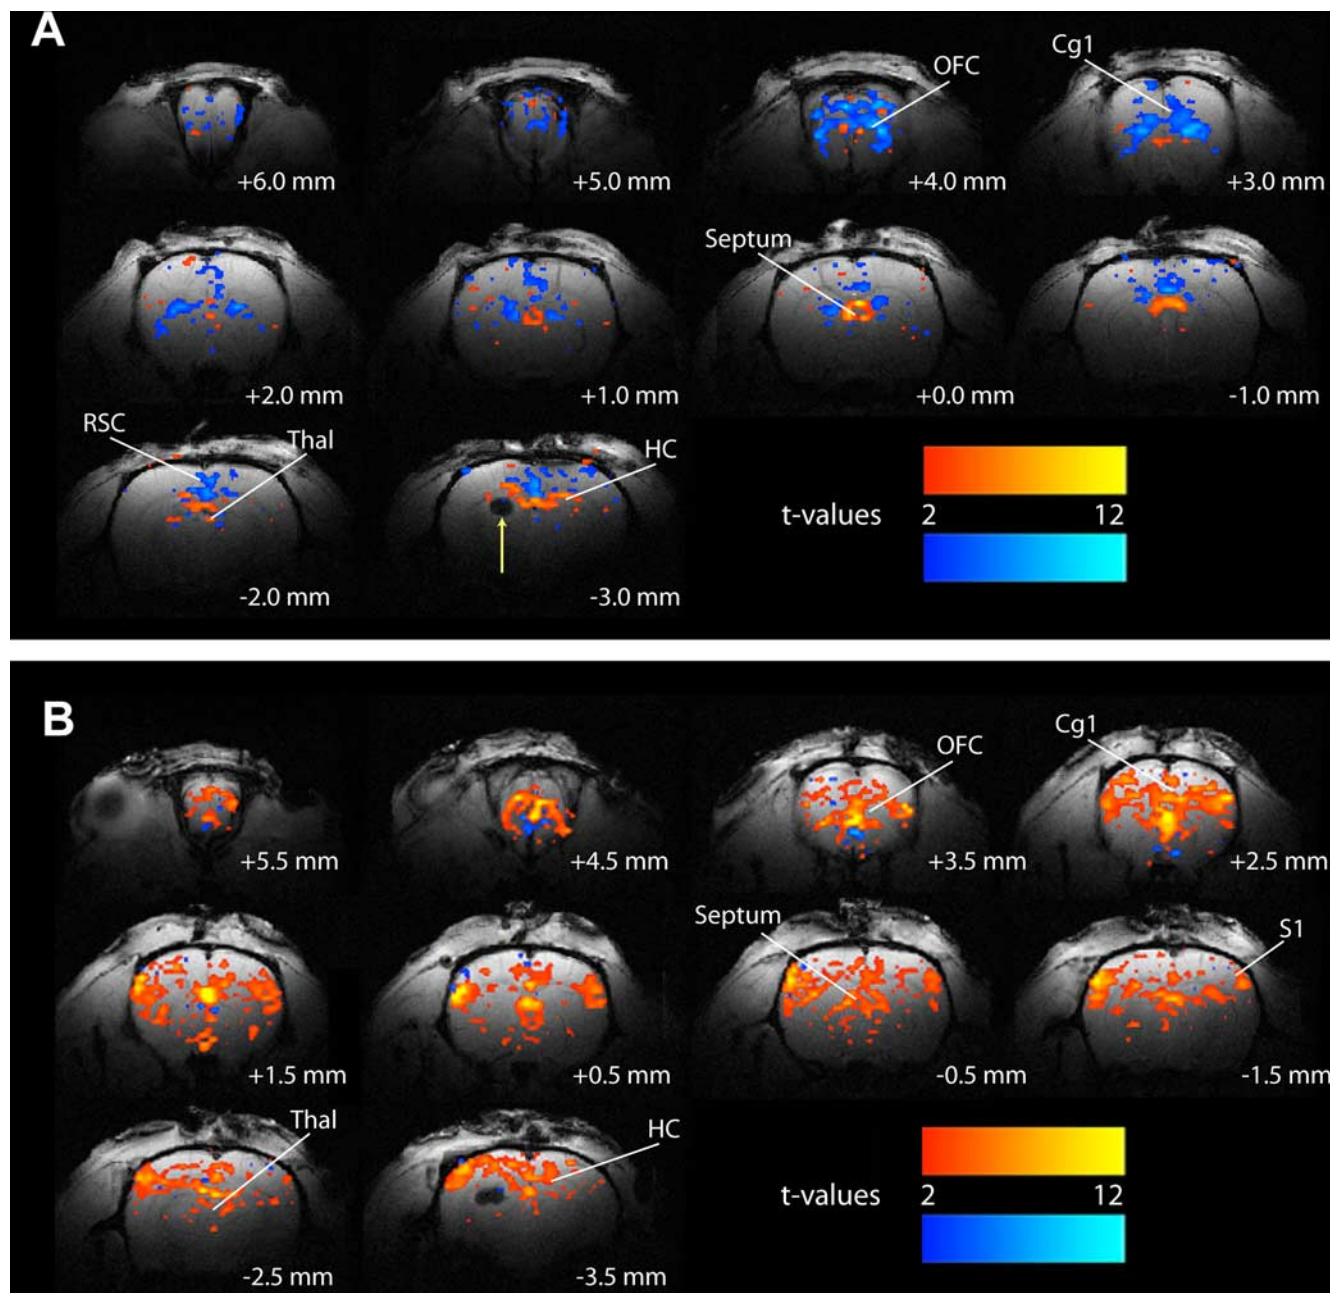 A
OFC
Cg1
+6.0 mm
+5.0 mm
+4.0 mm
+3.0 mm
Septum
+2.0 mm
+1.0 mm
+0.0 mm
-1.0 mm
RSC
Thal
HC
t-values
2
12
-2.0 mm
-3.0 mm
B
OFC
Cg1
+5.5 mm
+4.5 mm
+3.5 mm
+2.5 mm
Septum
S1
+1.5 mm
+0.5 mm
-0.5 mm
-1.5 mm
Thal
HC
t-values
2
12
-2.5 mm
-3.5 mm